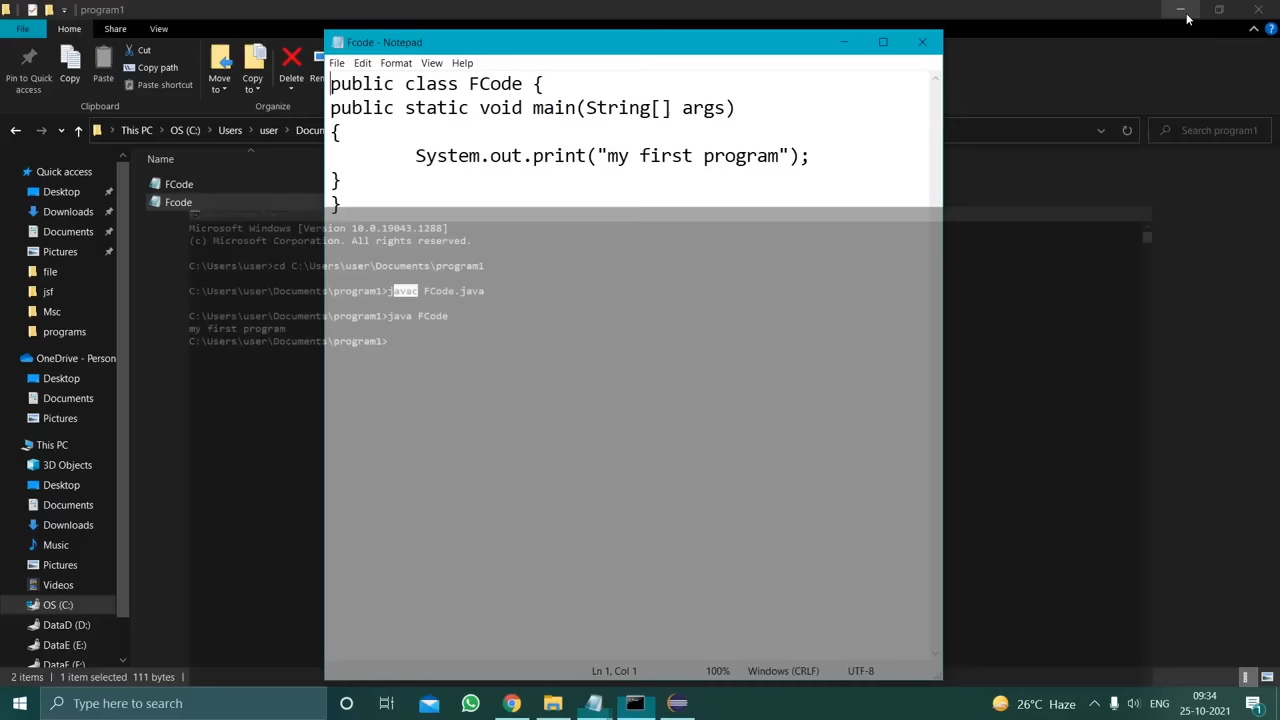 program1
File
Home
Share
View
Pin to Quick access
Copy
Cut
Copy path
Paste shortcut
Move to
Copy to
Delete
Clipboard
Organize
This PC
OS (C:)
Users
user
Search program1
Name
FCode
Fcode
Quick access
Desktop
Downloads
Documents
Pictures
file
jsf
Msc
programs
OneDrive - Person
Desktop
Documents
Pictures
This PC
3D Objects
Desktop
Documents
Downloads
Music
Pictures
Videos
OS (C:)
DataD (D:)
DataE (E:)
DataF (F:)
2 items
1 item selected 111 bytes
Fcode - Notepad
File Edit Format View Help
public class FCode {
public static void main(String[] args)
{
System.out.print("my first program");
}
}
Ln 1, Col 1
100%
Windows (CRLF)
UTF-8
Microsoft Windows [Version 10.0.19043.1288]
(c) Microsoft Corporation. All rights reserved.
C:\Users\user>cd C:\Users\user\Documents\program1
C:\Users\user\Documents\program1>javac FCode.java
C:\Users\user\Documents\program1>java FCode
my first program
C:\Users\user\Documents\program1>
Type here to search
26°C Haze
ENG
09:34
25-10-2021
1